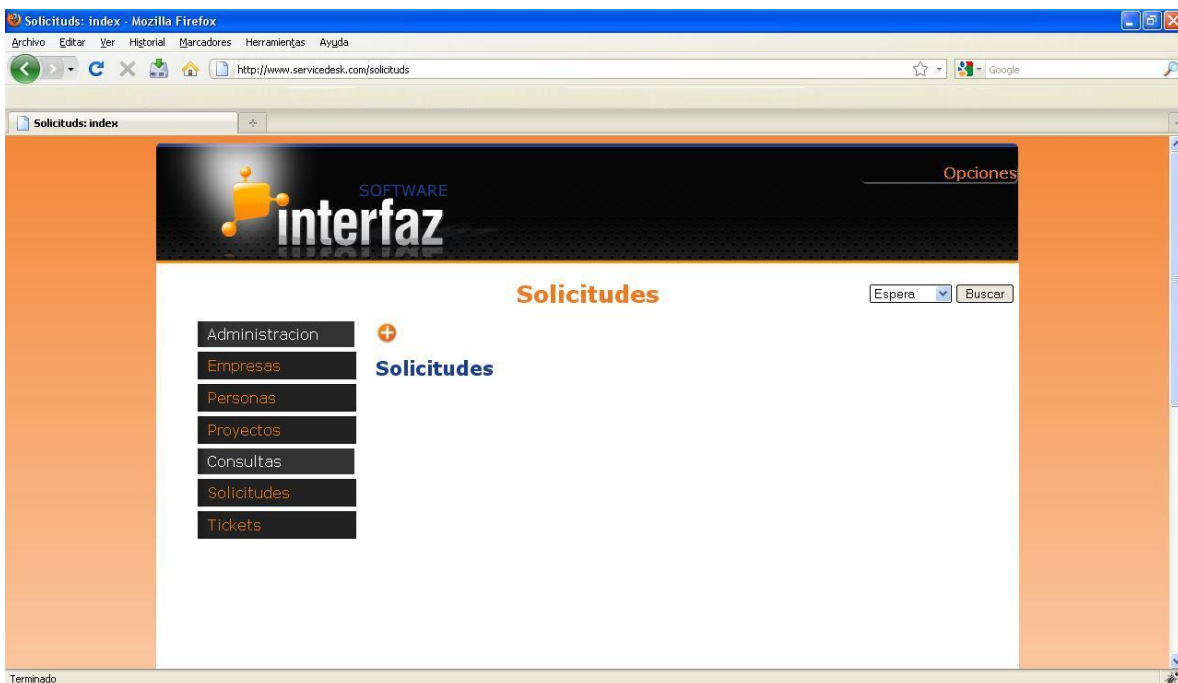 Solicituds: index - Mozilla Firefox
Archivo Editar Ver Historial Marcadores Herramientas Ayuda
http://www.servicedesk.com/solicituds
Google
Solicituds: index
Opciones
SOFTWARE
interfaz
Solicitudes
Espera Buscar
Administracion
Solicitudes
Empresas
Personas
Proyectos
Consultas
Solicitudes
Tickets
Terminado